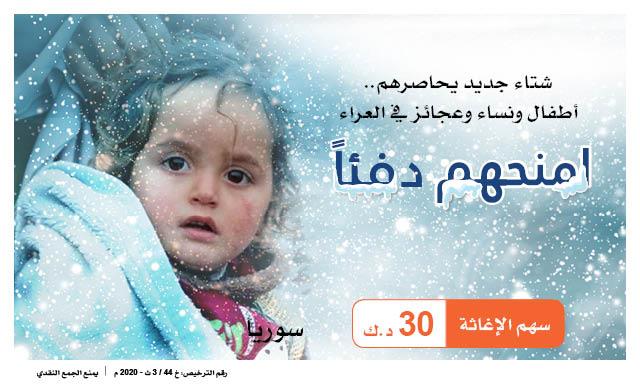 شتاء جديد يحاصرهم..
أطفال ونساء وعجائز في العراء
امنحهم دفئاً
سهم الإغاثة 30 د.ك
سوريا
رقم الترخيص: خ 44 / 3 ث - 2020 م | يمنع الجمع النقدي